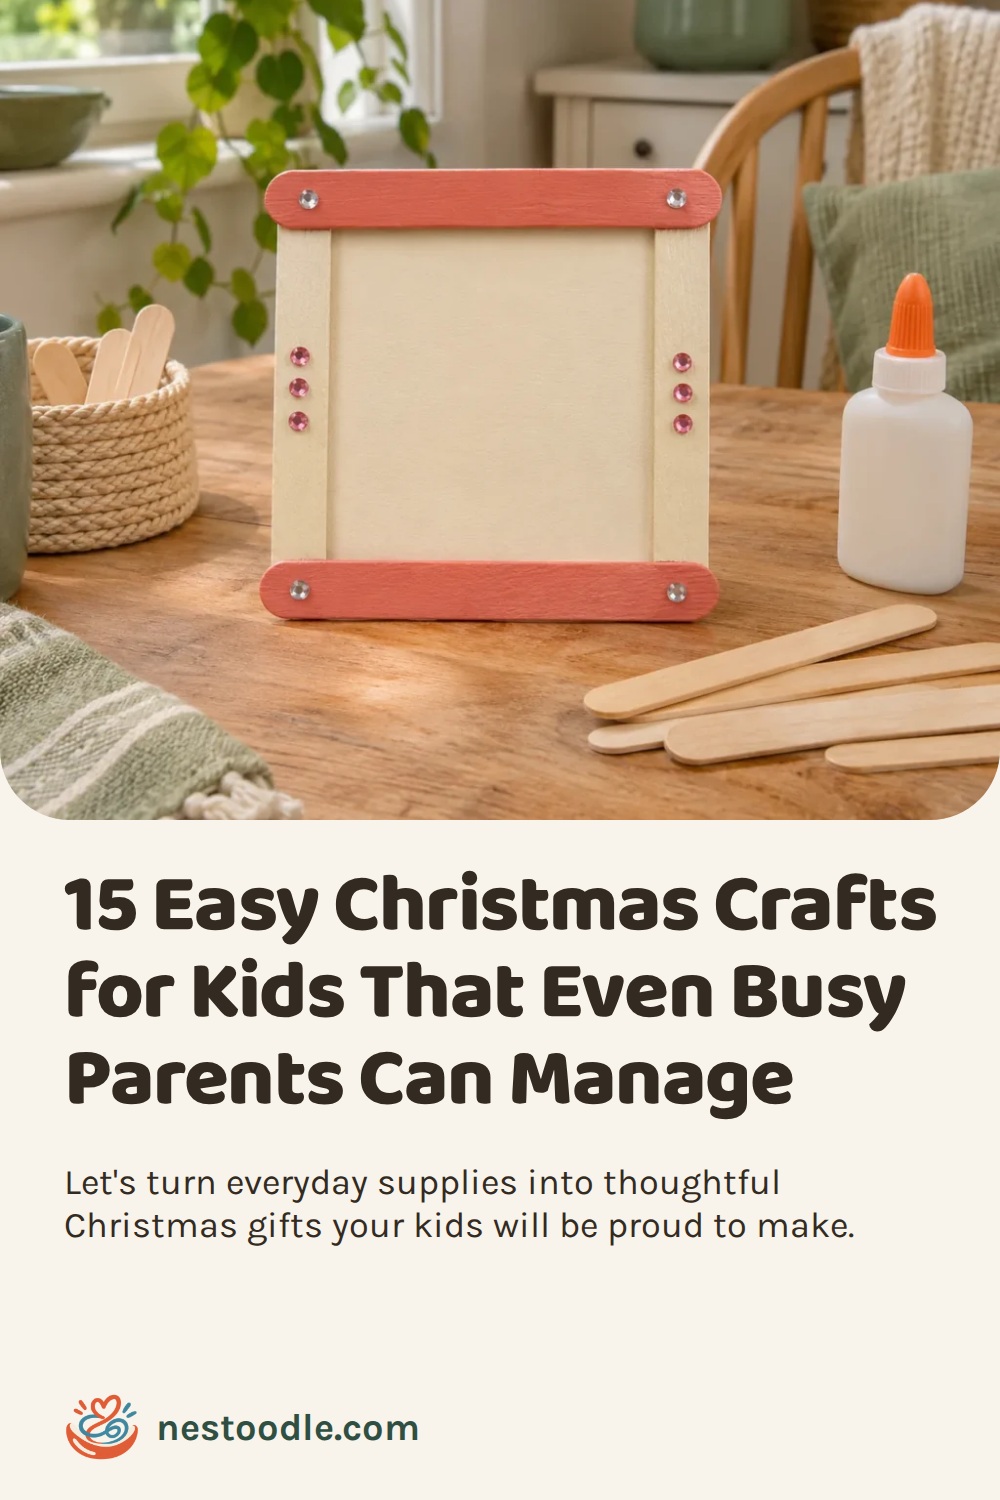 15 Easy Christmas Crafts
for Kids That Even Busy
Parents Can Manage
Let's turn everyday supplies into thoughtful
Christmas gifts your kids will be proud to make.
nestoodle.com